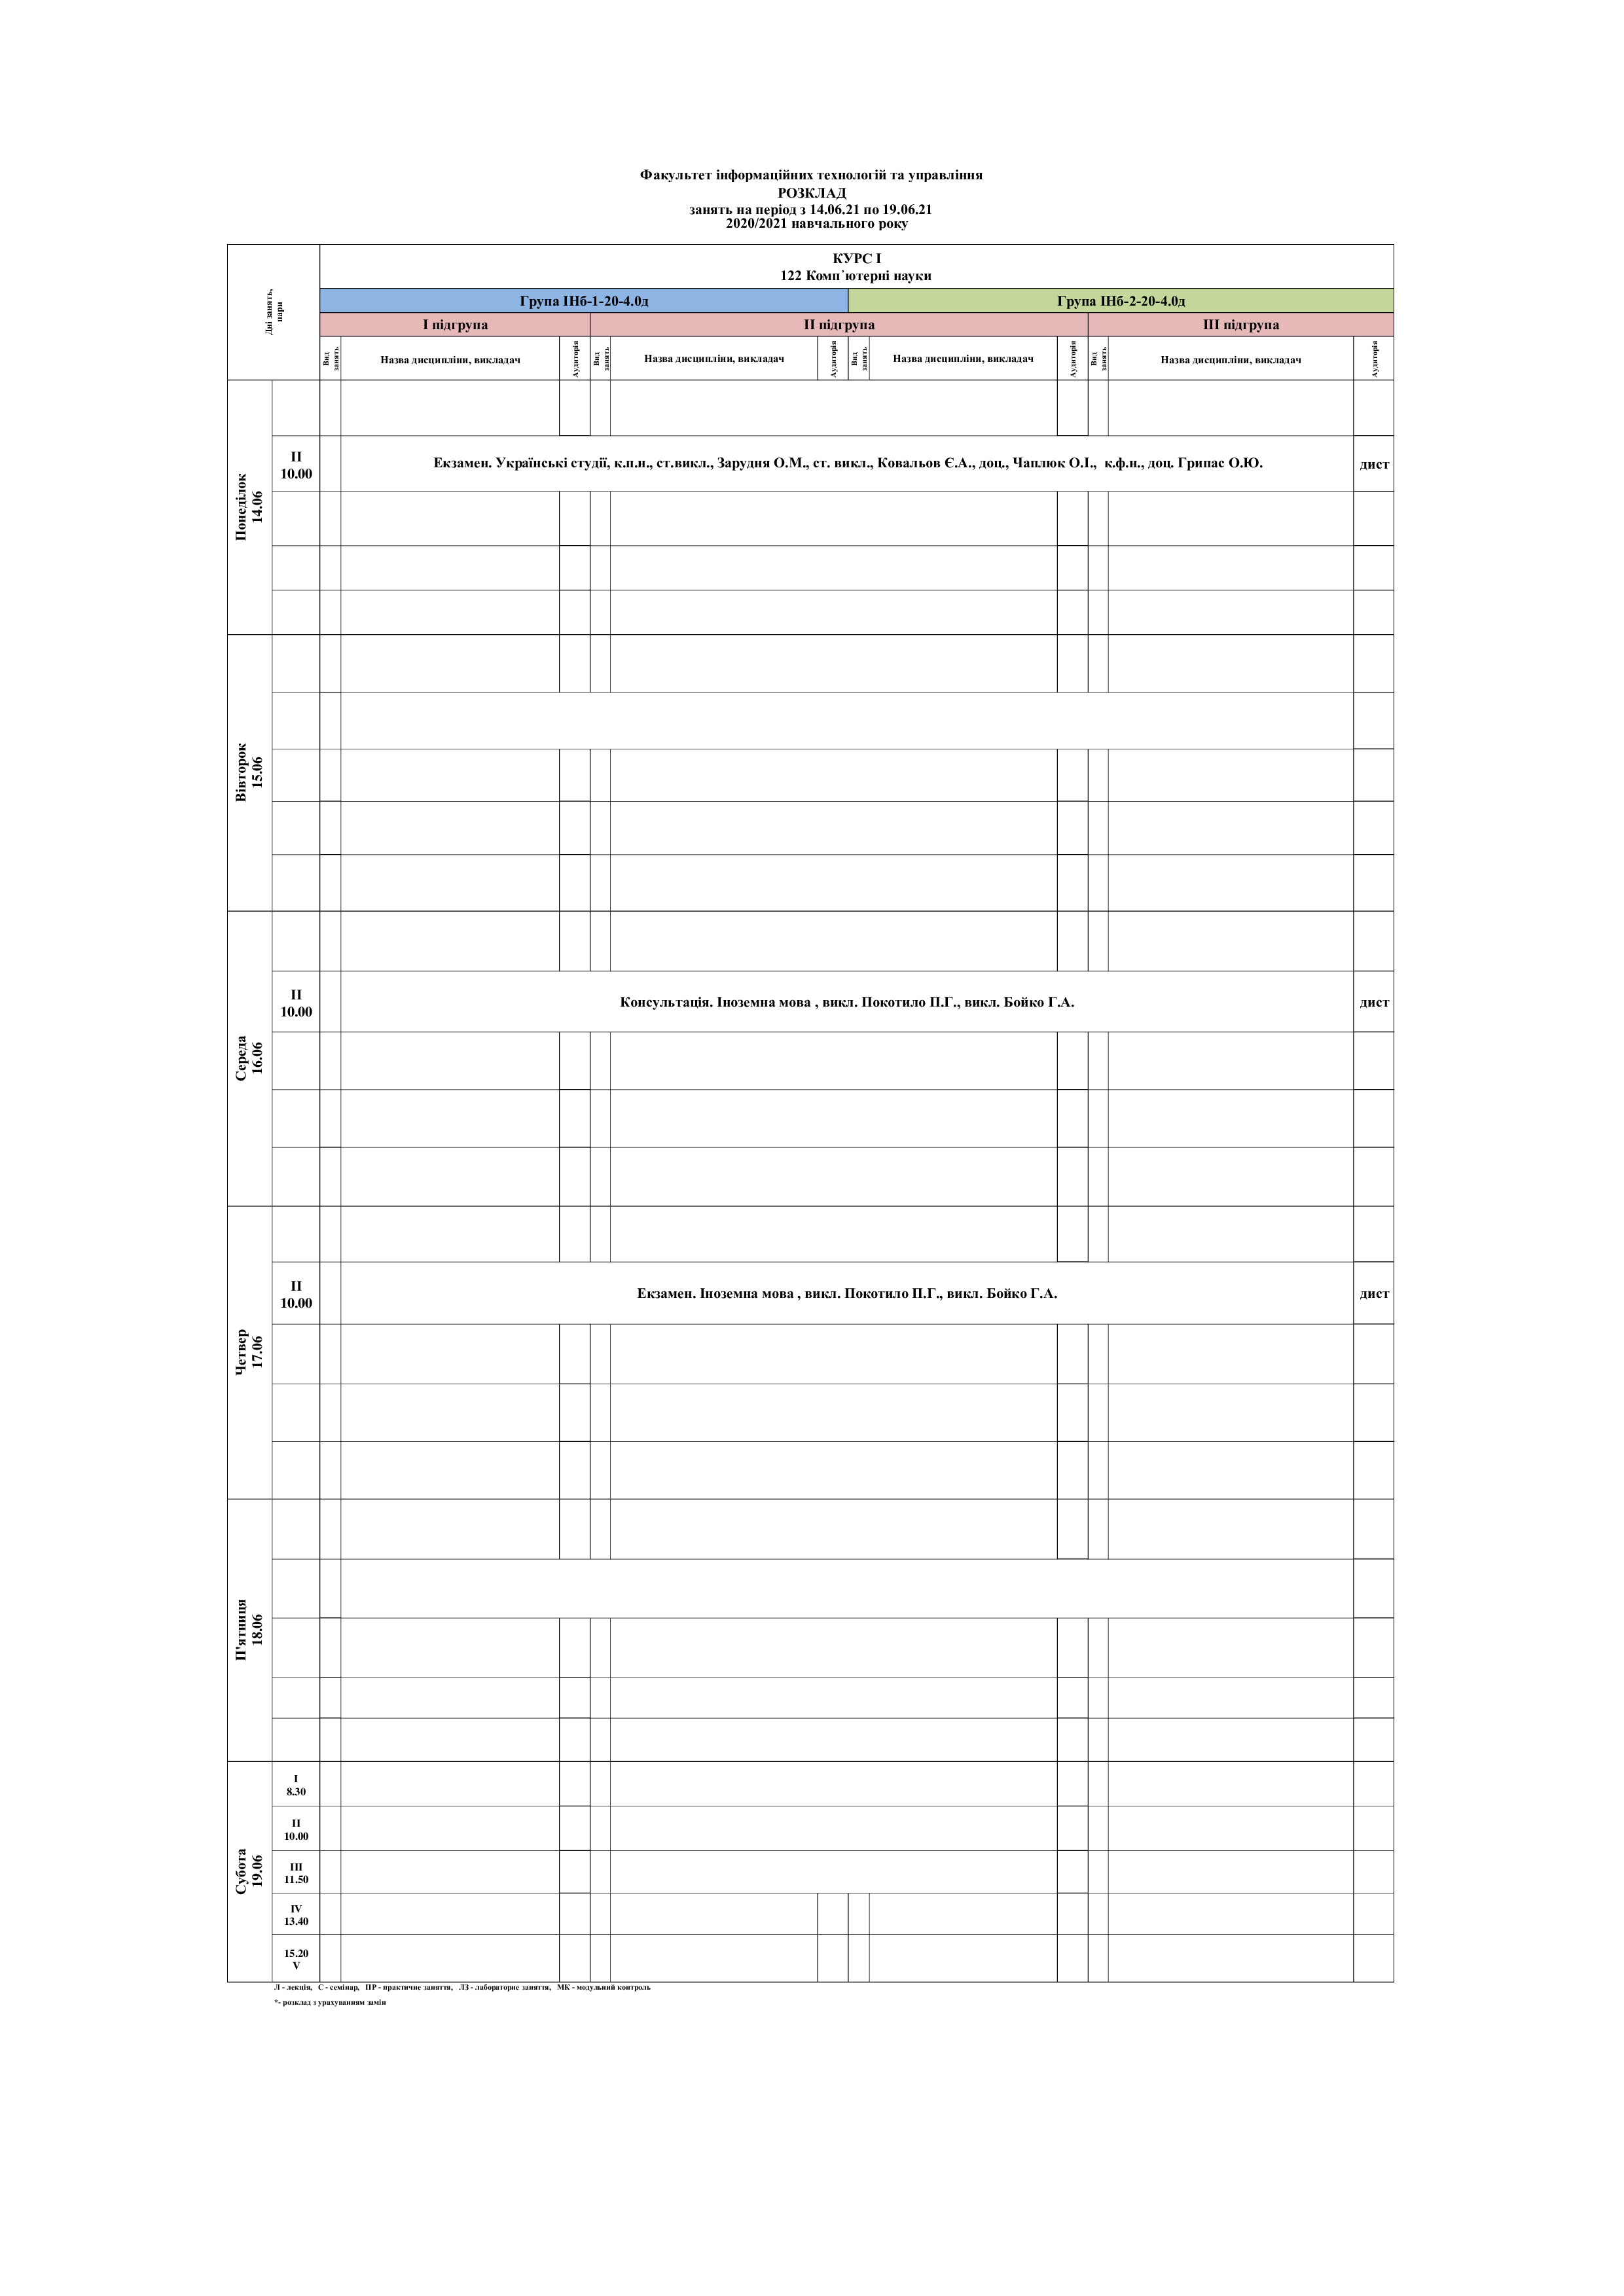 Факультет інформаційних технологій та управління
РОЗКЛАД
занять на період з 14.06.21 по 19.06.21
2020/2021 навчального року
Дні занять,
пари
КУРС І
122 Комп`ютерні науки
Група ІНб-1-20-4.0д
Група ІНб-2-20-4.0д
І підгрупа
ІІ підгрупа
ІІІ підгрупа
Вид
занять
Назва дисципліни, викладач
Аудиторія
Вид
занять
Назва дисципліни, викладач
Аудиторія
Вид
занять
Назва дисципліни, викладач
Аудиторія
Вид
занять
Назва дисципліни, викладач
Аудиторія
Понеділок
14.06
ІІ
10.00
Екзамен. Українські студії, к.п.н., ст.викл., Зарудня О.М., ст. викл., Ковальов Є.А., доц., Чаплюк О.І., к.ф.н., доц. Грипас О.Ю.
дист
Вівторок
15.06
Середа
16.06
ІІ
10.00
Консультація. Іноземна мова , викл. Покотило П.Г., викл. Бойко Г.А.
дист
Четвер
17.06
ІІ
10.00
Екзамен. Іноземна мова , викл. Покотило П.Г., викл. Бойко Г.А.
дист
П'ятниця
18.06
Субота
19.06
І
8.30
ІІ
10.00
ІІІ
11.50
IV
13.40
15.20
V
Л - лекція, С - семінар, ПР - практичне заняття, ЛЗ - лабораторне заняття, МК - модульний контроль
*- розклад з урахуванням замін